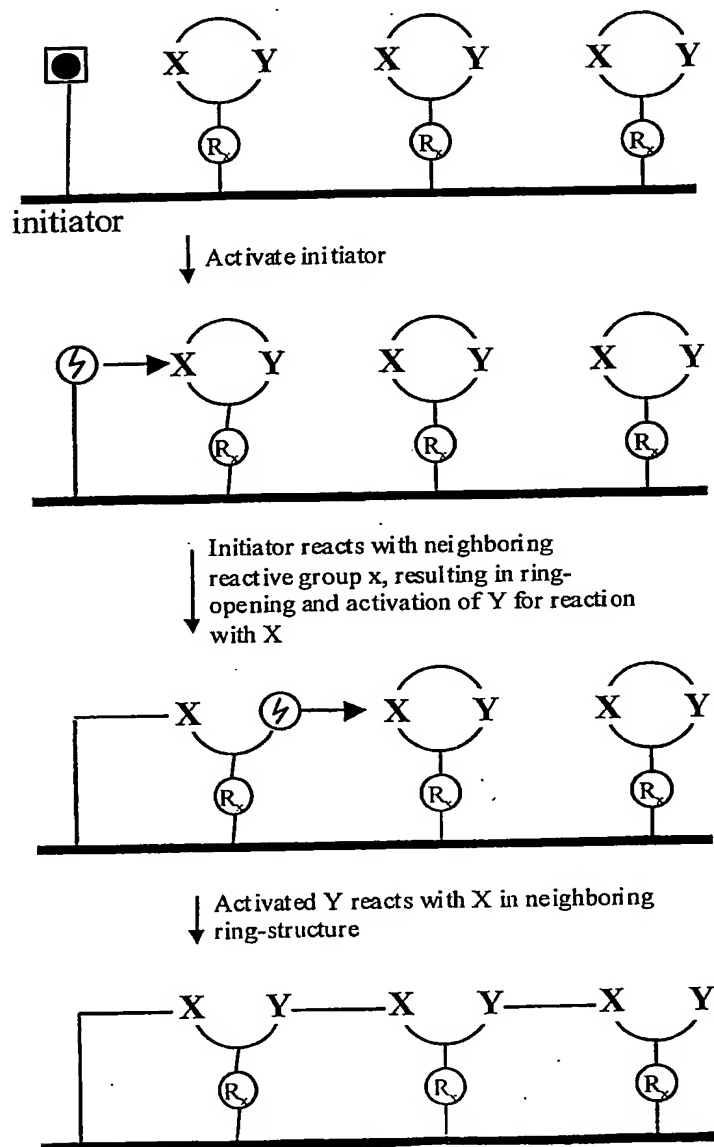 X Y X Y X Y
Rx Rx Rx
initiator
Activate initiator
X Y X Y X Y
Rx Rx Rx
Initiator reacts with neighboring
reactive group x, resulting in ring-
opening and activation of Y for reaction
with X
X X Y X Y
Rx Rx Rx
Activated Y reacts with X in neighboring
ring-structure
X Y X Y X Y
Rx Rx Rx